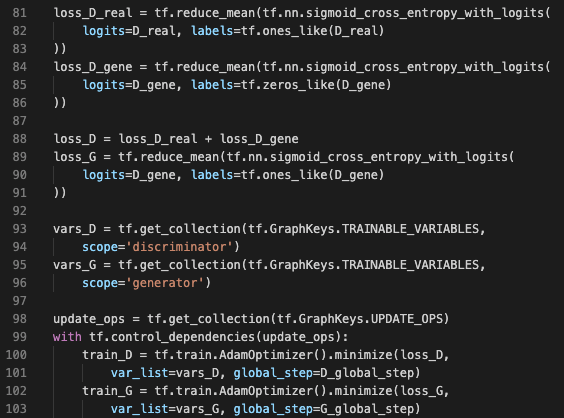 81 loss_D_real = tf.reduce_mean(tf.nn.sigmoid_cross_entropy_with_logits(
82     logits=D_real, labels=tf.ones_like(D_real)
83 ))
84 loss_D_gene = tf.reduce_mean(tf.nn.sigmoid_cross_entropy_with_logits(
85     logits=D_gene, labels=tf.zeros_like(D_gene)
86 ))
87
88 loss_D = loss_D_real + loss_D_gene
89 loss_G = tf.reduce_mean(tf.nn.sigmoid_cross_entropy_with_logits(
90     logits=D_gene, labels=tf.ones_like(D_gene)
91 ))
92
93 vars_D = tf.get_collection(tf.GraphKeys.TRAINABLE_VARIABLES,
94     scope='discriminator')
95 vars_G = tf.get_collection(tf.GraphKeys.TRAINABLE_VARIABLES,
96     scope='generator')
97
98 update_ops = tf.get_collection(tf.GraphKeys.UPDATE_OPS)
99 with tf.control_dependencies(update_ops):
100     train_D = tf.train.AdamOptimizer().minimize(loss_D,
101         var_list=vars_D, global_step=D_global_step)
102     train_G = tf.train.AdamOptimizer().minimize(loss_G,
103         var_list=vars_G, global_step=G_global_step)